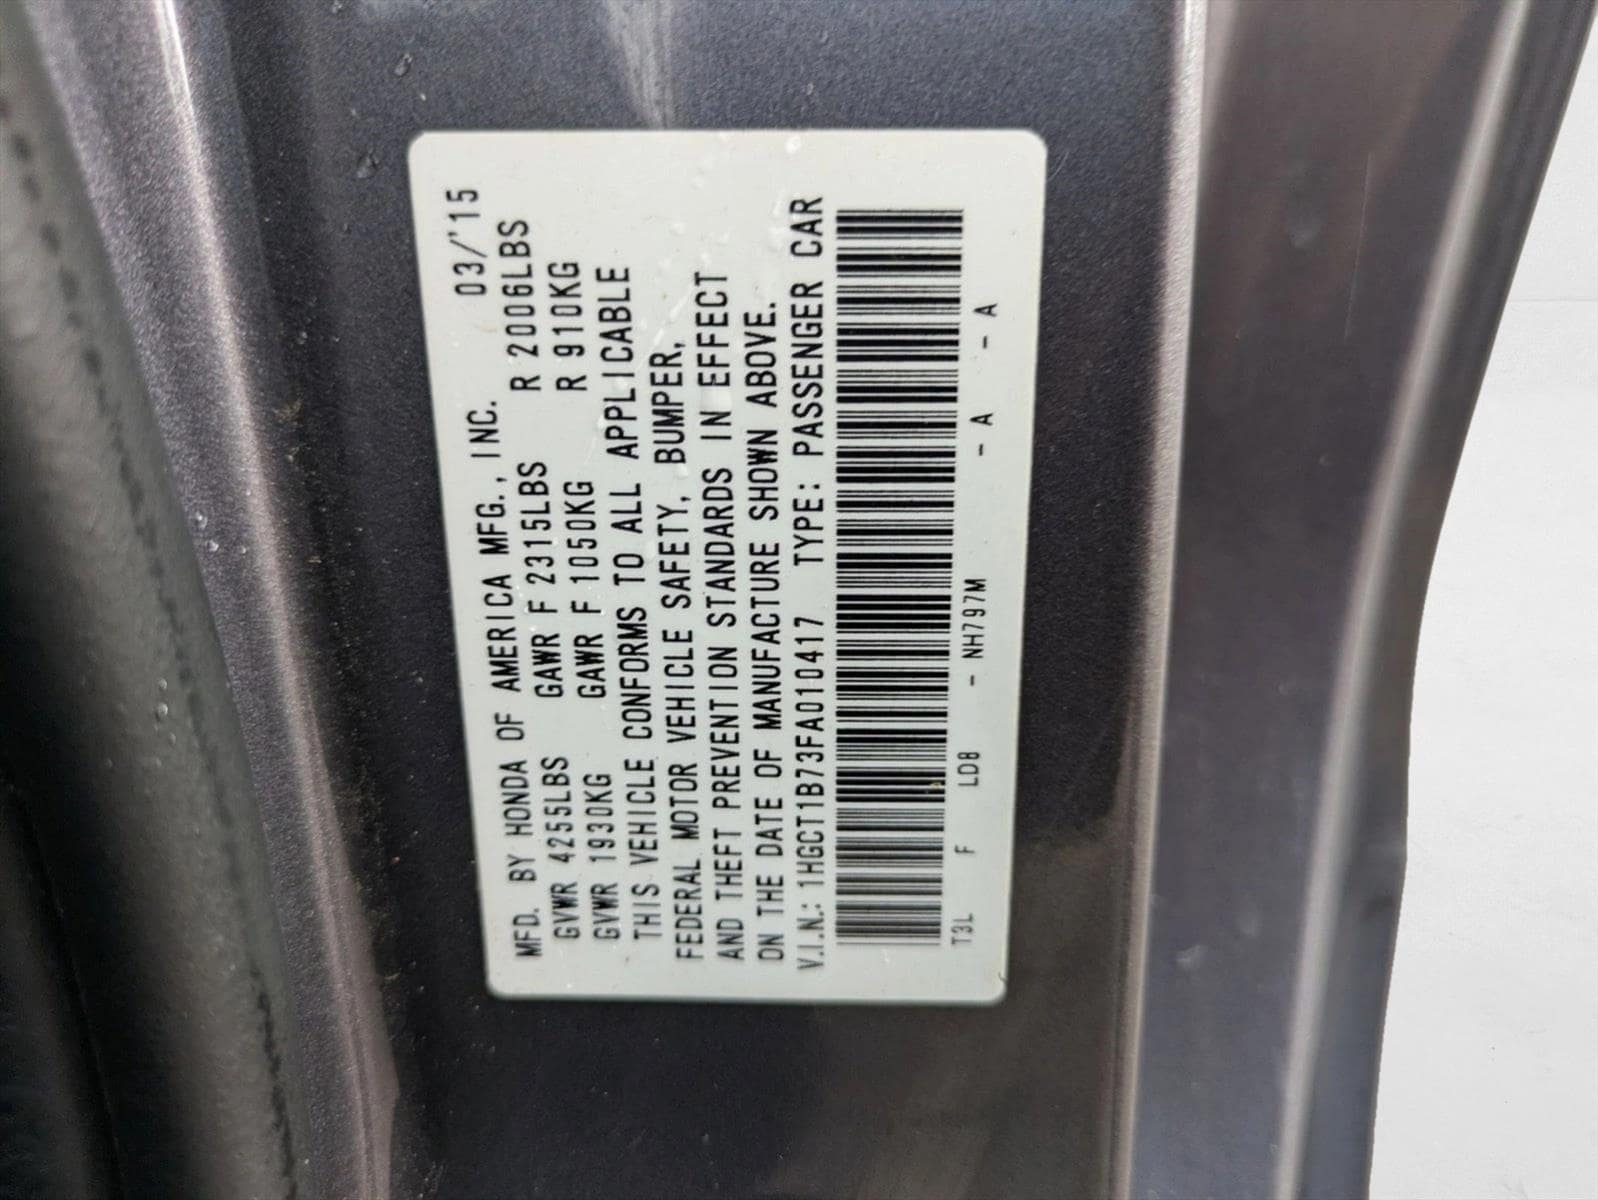 MFD. BY HONDA OF AMERICA MFG., INC. 03/'15
GVWR 4255LBS GAWR F 2315LBS R 2006LBS
GVWR 1930KG GAWR F 1050KG R 910KG
THIS VEHICLE CONFORMS TO ALL APPLICABLE
FEDERAL MOTOR VEHICLE SAFETY, BUMPER,
AND THEFT PREVENTION STANDARDS IN EFFECT
ON THE DATE OF MANUFACTURE SHOWN ABOVE.
V.I.N.: 1HGCT1B73FA010417 TYPE: PASSENGER CAR
T3L F LD8 - NH797M - A - A